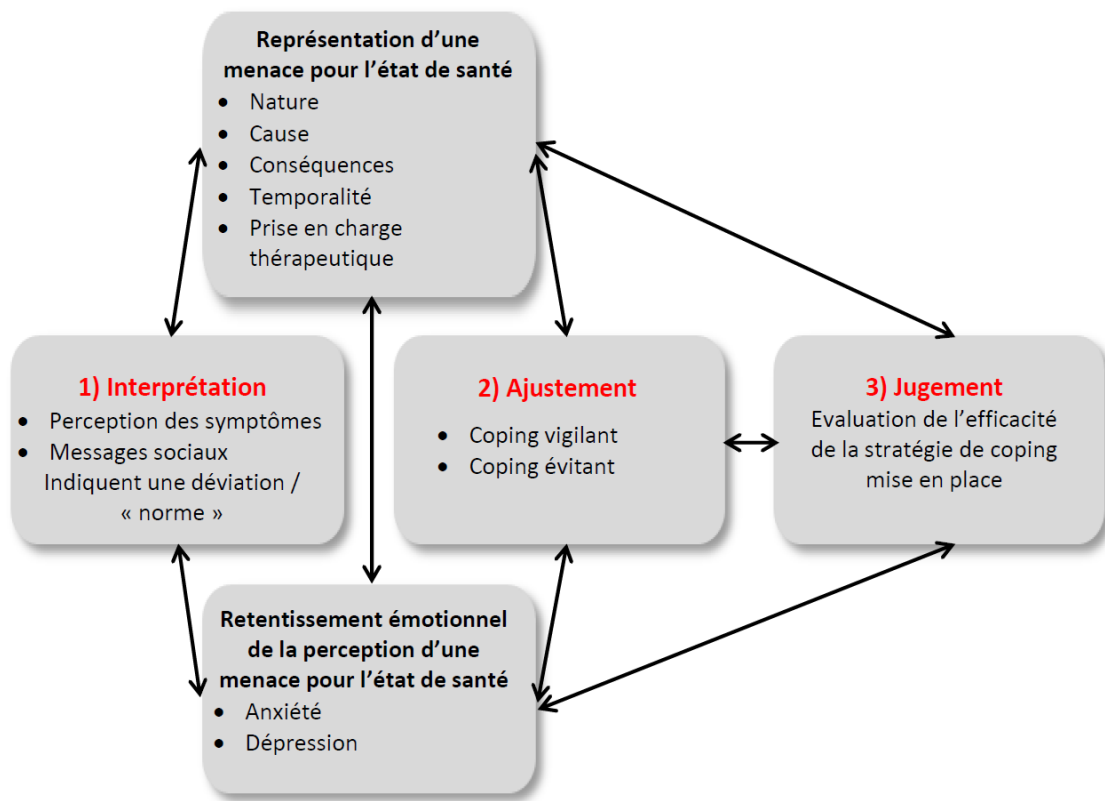 Représentation d’une
menace pour l’état de santé
• Nature
• Cause
• Conséquences
• Temporalité
• Prise en charge
thérapeutique
1) Interprétation
• Perception des symptômes
• Messages sociaux
Indiquent une déviation /
« norme »
2) Ajustement
• Coping vigilant
• Coping évitant
3) Jugement
Evaluation de l’efficacité
de la stratégie de coping
mise en place
Retentissement émotionnel
de la perception d’une
menace pour l’état de santé
• Anxiété
• Dépression